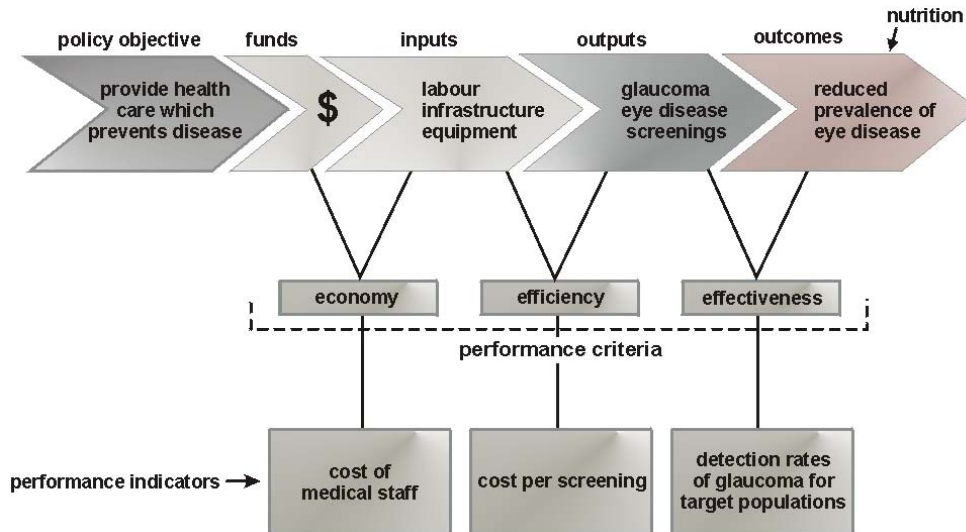 nutrition
policy objective
funds
inputs
outputs
outcomes
provide health
care which
prevents disease
$
labour
infrastructure
equipment
glaucoma
eye disease
screenings
reduced
prevalence of
eye disease
economy
efficiency
effectiveness
performance criteria
performance indicators
cost of
medical staff
cost per screening
detection rates
of glaucoma for
target populations